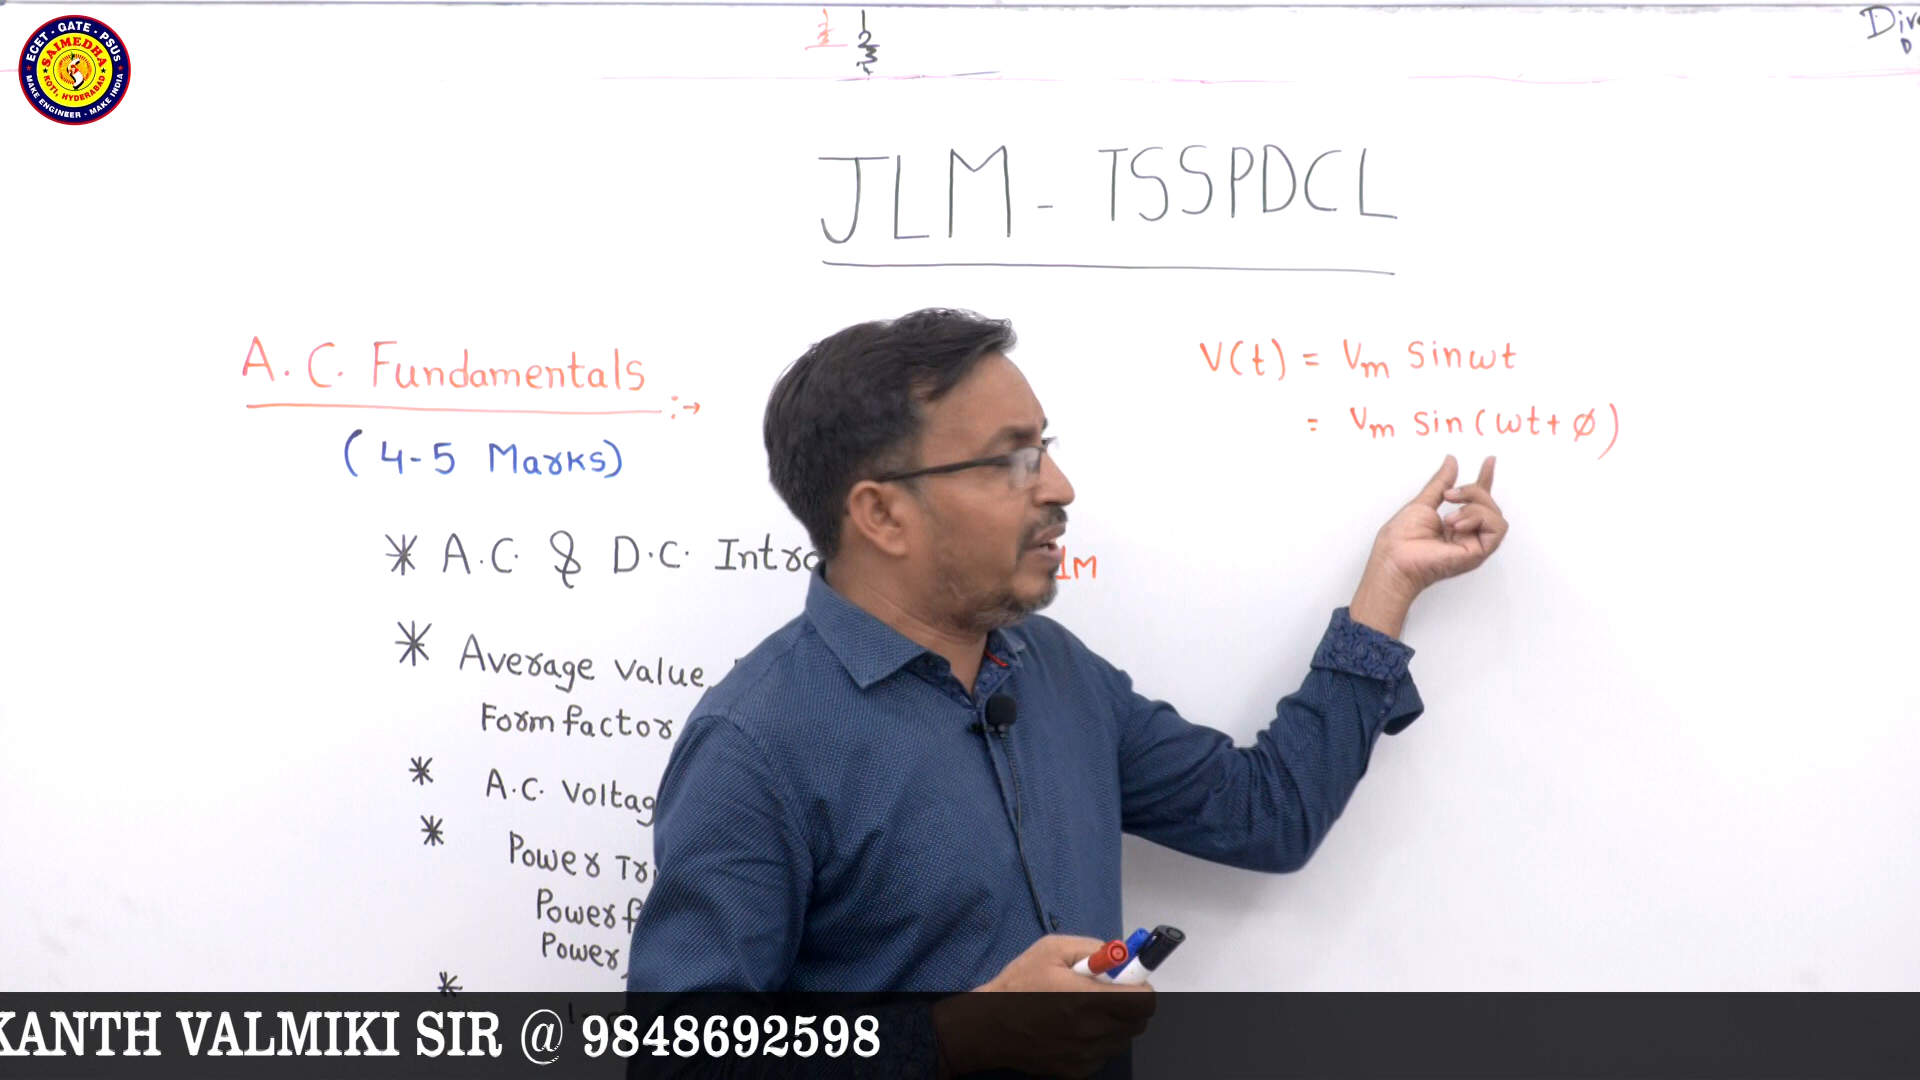 ECET - GATE - PSUS
SAIMEDHA
KOTI, HYDERABAD
MAKE ENGINEER - MAKE INDIA
JLM - TSSPDCL
A.C. Fundamentals :→
(4-5 Marks)
* A.C & D.C. Intro
1M
* Average value
Form factor
* A.C. Voltag
* Power Tri
Power f
Power
*
V(t) = Vm Sinωt
= Vm Sin(ωt+ø)
KANTH VALMIKI SIR @ 9848692598